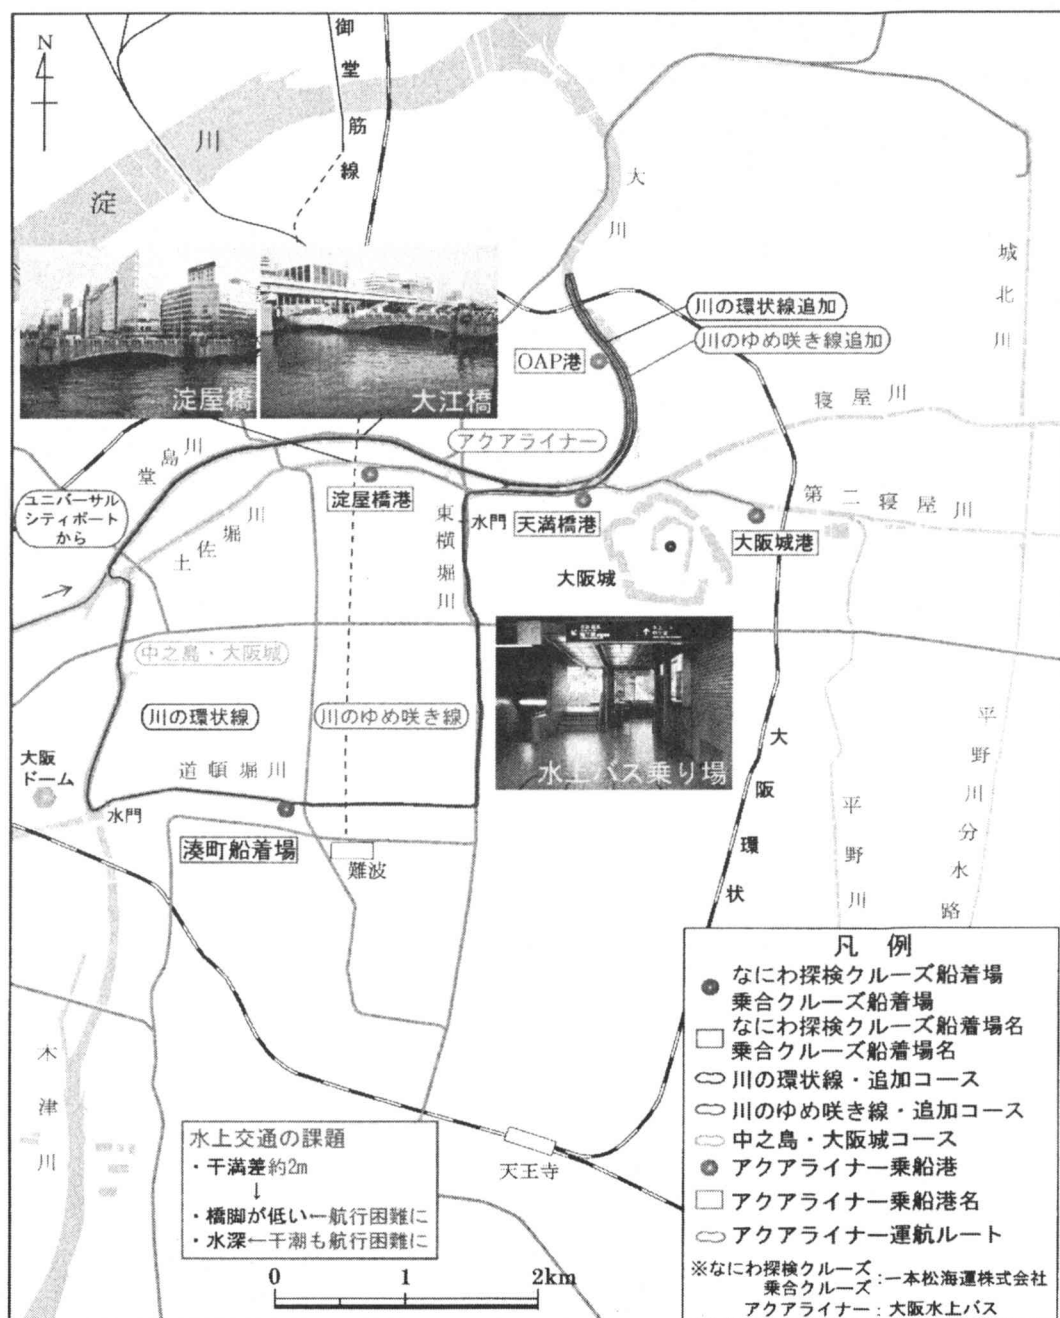 N
御堂筋線
淀川
大川
城北川
川の環状線追加
川のゆめ咲き線追加
OAP港
淀屋橋
大江橋
寝屋川
アクアライナー
堂島川
ユニバーサル
シティポート
から
淀屋橋港
土佐堀川
東横堀川
水門
天満橋港
第二寝屋川
大阪城港
大阪城
中之島・大阪城
川の環状線
川のゆめ咲き線
水上バス乗り場
大阪
ドーム
道頓堀川
水門
湊町船着場
難波
大阪環状
平野川
平野川分水路
木津川
天王寺
水上交通の課題
・干満差約2m
↓
・橋脚が低い←航行困難に
・水深←干潮も航行困難に
0 1 2km
凡 例
なにわ探検クルーズ船着場
乗合クルーズ船着場
なにわ探検クルーズ船着場名
乗合クルーズ船着場名
川の環状線・追加コース
川のゆめ咲き線・追加コース
中之島・大阪城コース
アクアライナー乗船港
アクアライナー乗船港名
アクアライナー運航ルート
※なにわ探検クルーズ
乗合クルーズ
:一本松海運株式会社
アクアライナー:大阪水上バス